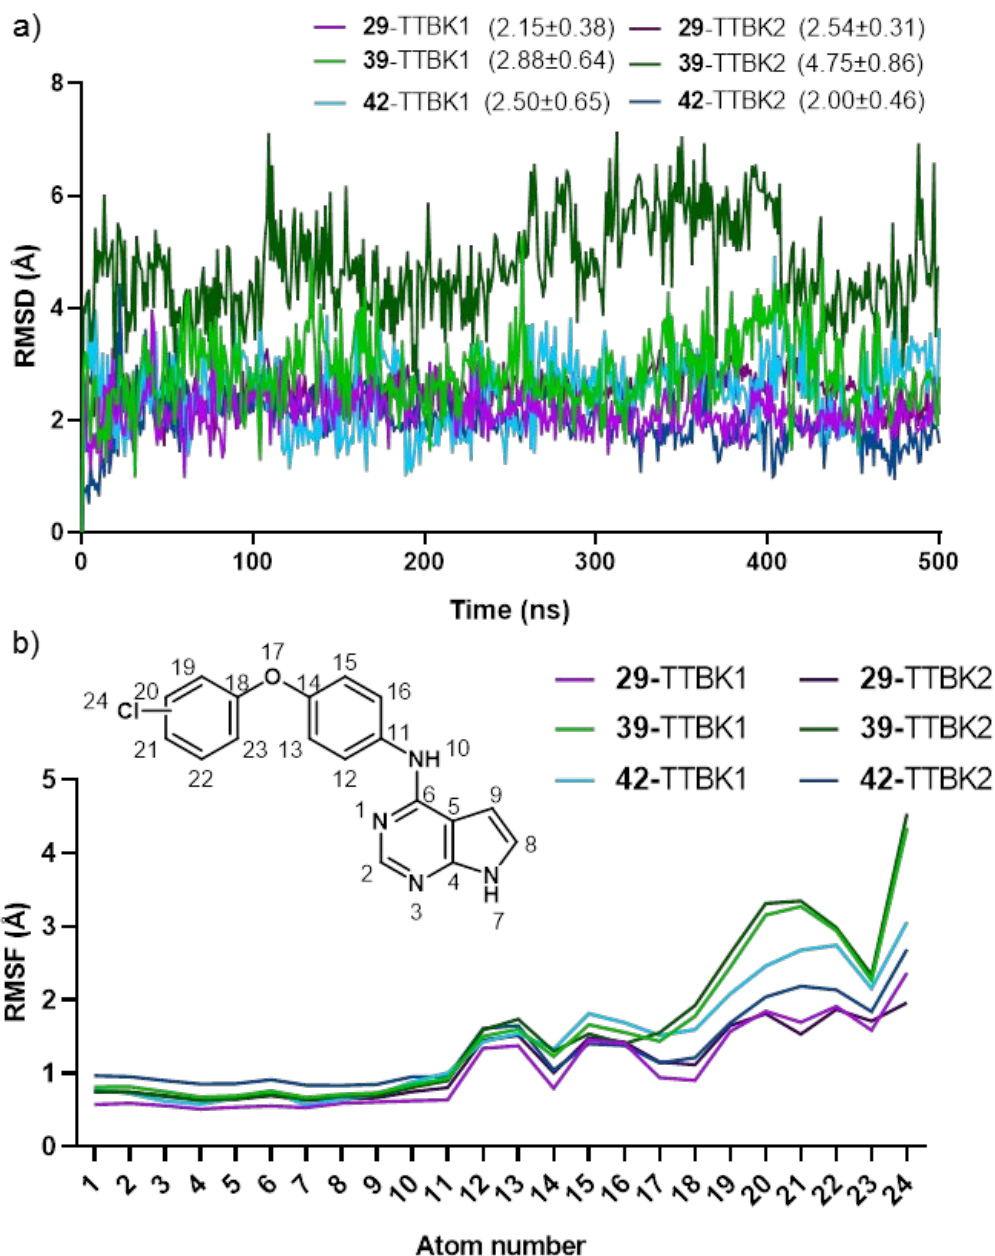 a)
29-TTBK1 (2.15±0.38) 29-TTBK2 (2.54±0.31)
39-TTBK1 (2.88±0.64) 39-TTBK2 (4.75±0.86)
42-TTBK1 (2.50±0.65) 42-TTBK2 (2.00±0.46)
8
6
4
2
0
RMSD (Å)
0 100 200 300 400 500
Time (ns)
b)
29-TTBK1 29-TTBK2
39-TTBK1 39-TTBK2
42-TTBK1 42-TTBK2
17
19 O 15
20 18 14 16
24 Cl
11
21 23 13 NH 10
22 12
6 9
1 N 5
8
2 N 4 N
3 H
7
5
4
3
2
1
0
RMSF (Å)
1 2 3 4 5 6 7 8 9 10 11 12 13 14 15 16 17 18 19 20 21 22 23 24
Atom number